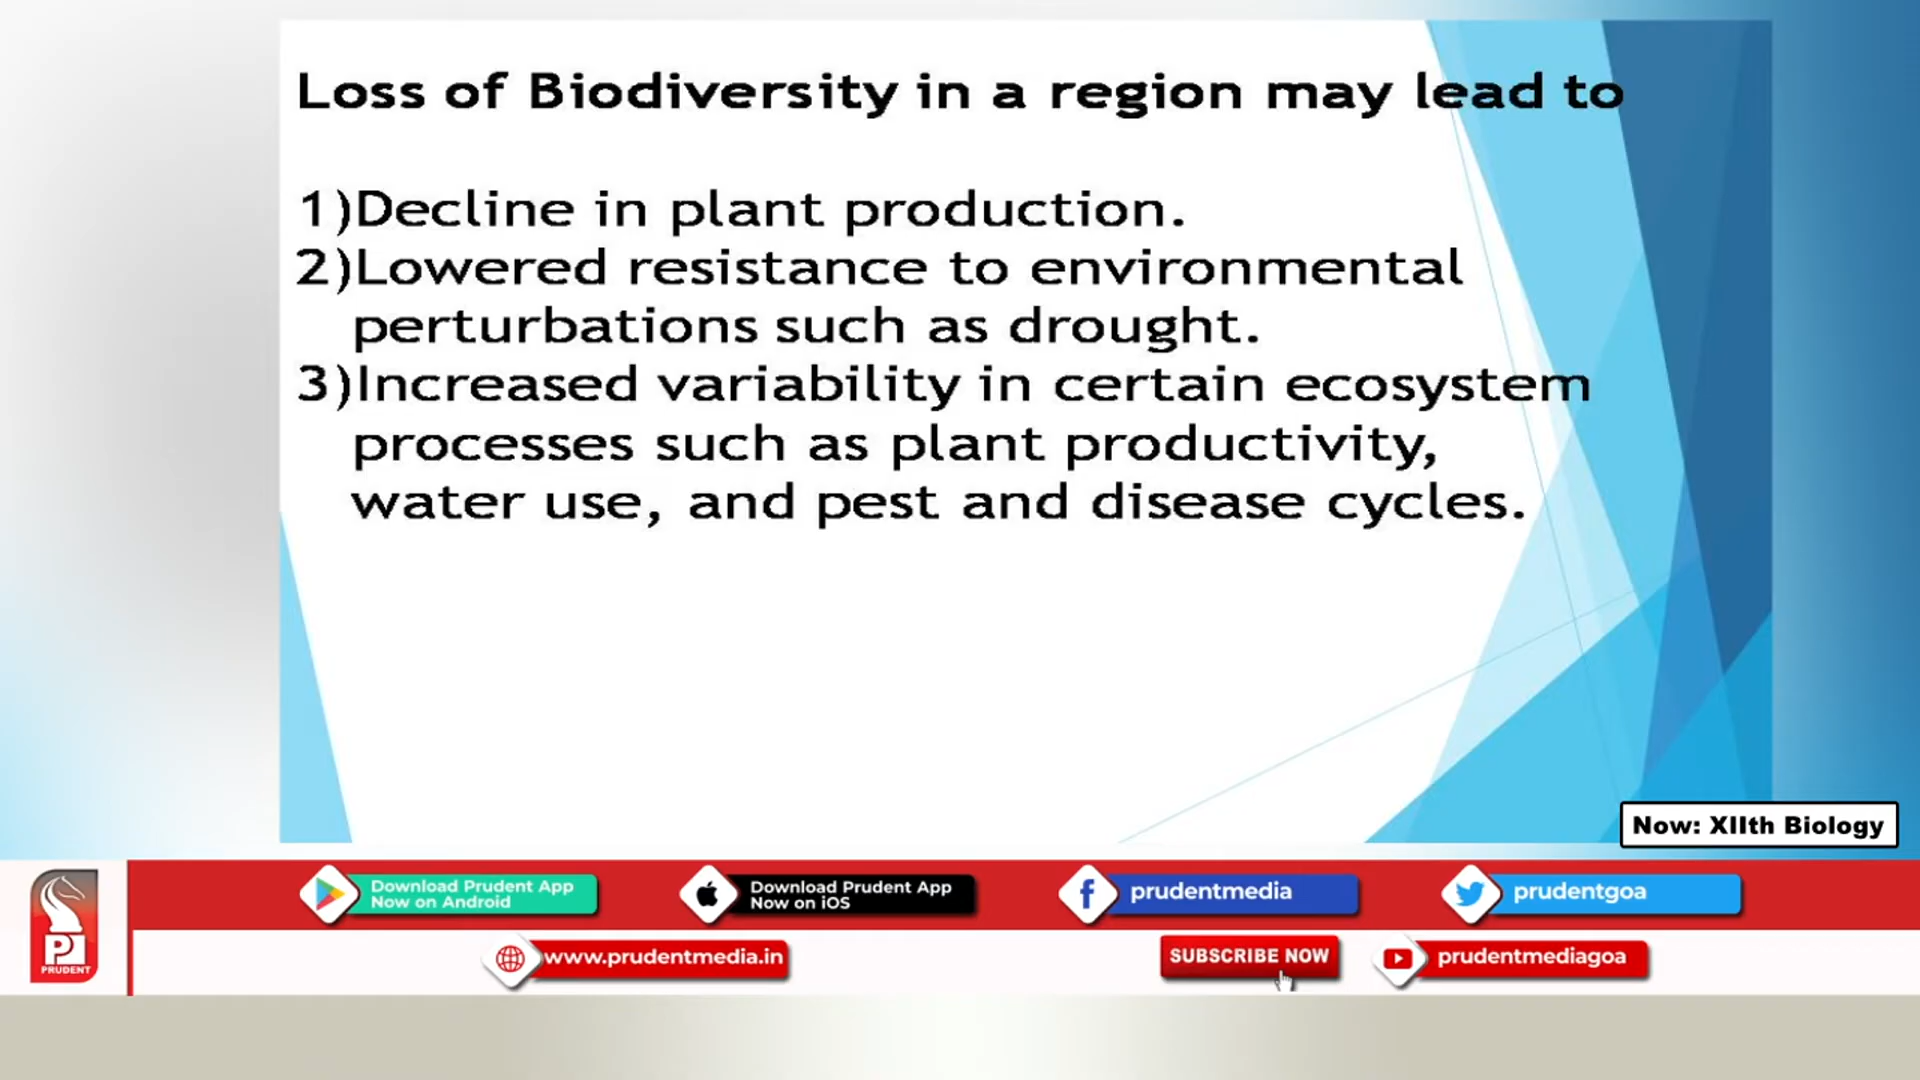 Loss of Biodiversity in a region may lead to
1)Decline in plant production.
2)Lowered resistance to environmental
perturbations such as drought.
3)Increased variability in certain ecosystem
processes such as plant productivity,
water use, and pest and disease cycles.
Now: XIIth Biology
Download Prudent App
Now on Android
Download Prudent App
Now on iOS
prudentmedia
prudentgoa
PRUDENT
www.prudentmedia.in
SUBSCRIBE NOW
prudentmediagoa